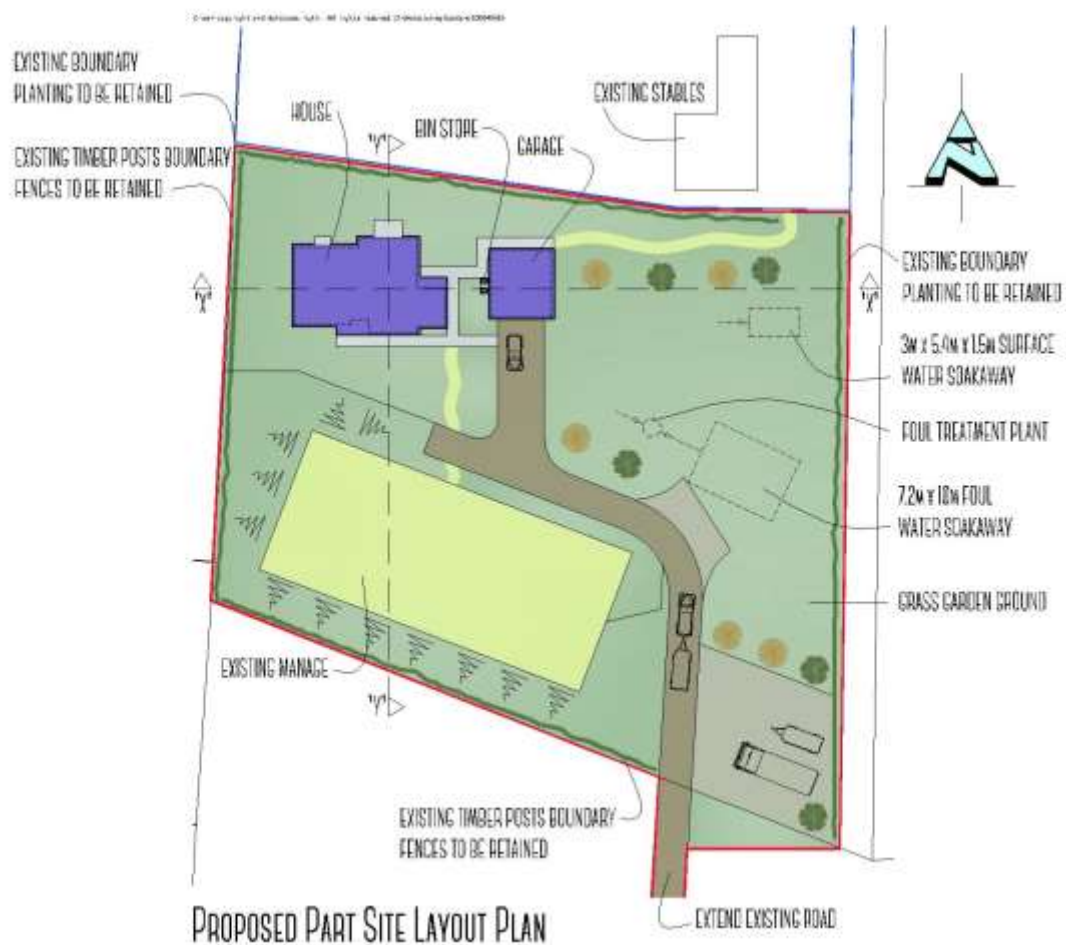 EXISTING BOUNDARY
PLANTING TO BE RETAINED
HOUSE
"Y"
BIN STORE
GARAGE
EXISTING STABLES
EXISTING TIMBER POSTS BOUNDARY
FENCES TO BE RETAINED
N
"X"
"X"
EXISTING BOUNDARY
PLANTING TO BE RETAINED
3M X 5.4M X 1.5M SURFACE
WATER SOAKAWAY
FOUL TREATMENT PLANT
7.2M X 10M FOUL
WATER SOAKAWAY
GRASS GARDEN GROUND
EXISTING MANAGE
"Y"
EXISTING TIMBER POSTS BOUNDARY
FENCES TO BE RETAINED
EXTEND EXISTING ROAD
PROPOSED PART SITE LAYOUT PLAN